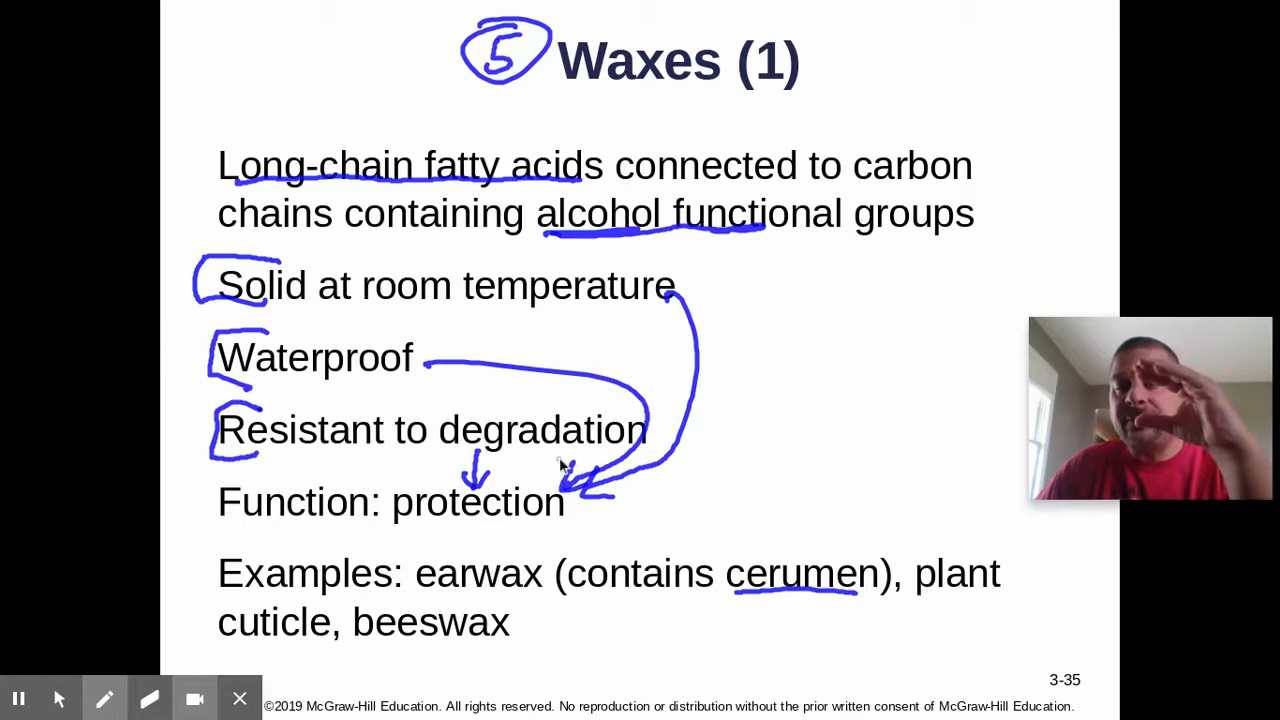 5 Waxes (1)
Long-chain fatty acids connected to carbon
chains containing alcohol functional groups
Solid at room temperature
Waterproof
Resistant to degradation
Function: protection
Examples: earwax (contains cerumen), plant
cuticle, beeswax
3-35
©2019 McGraw-Hill Education. All rights reserved. No reproduction or distribution without the prior written consent of McGraw-Hill Education.